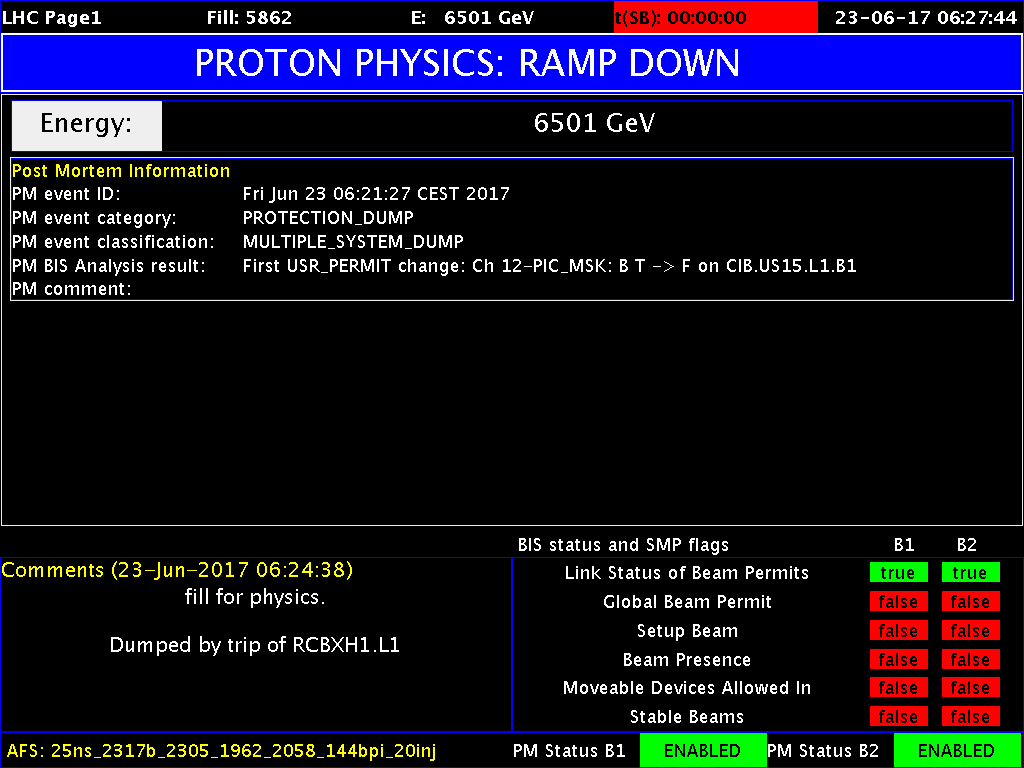 LHC Page1 Fill: 5862 E: 6501 GeV t(SB): 00:00:00 23-06-17 06:27:44
PROTON PHYSICS: RAMP DOWN
Energy: 6501 GeV
Post Mortem Information
PM event ID: Fri Jun 23 06:21:27 CEST 2017
PM event category: PROTECTION_DUMP
PM event classification: MULTIPLE_SYSTEM_DUMP
PM BIS Analysis result: First USR_PERMIT change: Ch 12-PIC_MSK: B T -> F on CIB.US15.L1.B1
PM comment:
Comments (23-Jun-2017 06:24:38)
fill for physics.
Dumped by trip of RCBXH1.L1
BIS status and SMP flags B1 B2
Link Status of Beam Permits true true
Global Beam Permit false false
Setup Beam false false
Beam Presence false false
Moveable Devices Allowed In false false
Stable Beams false false
AFS: 25ns_2317b_2305_1962_2058_144bpi_20inj PM Status B1 ENABLED PM Status B2 ENABLED